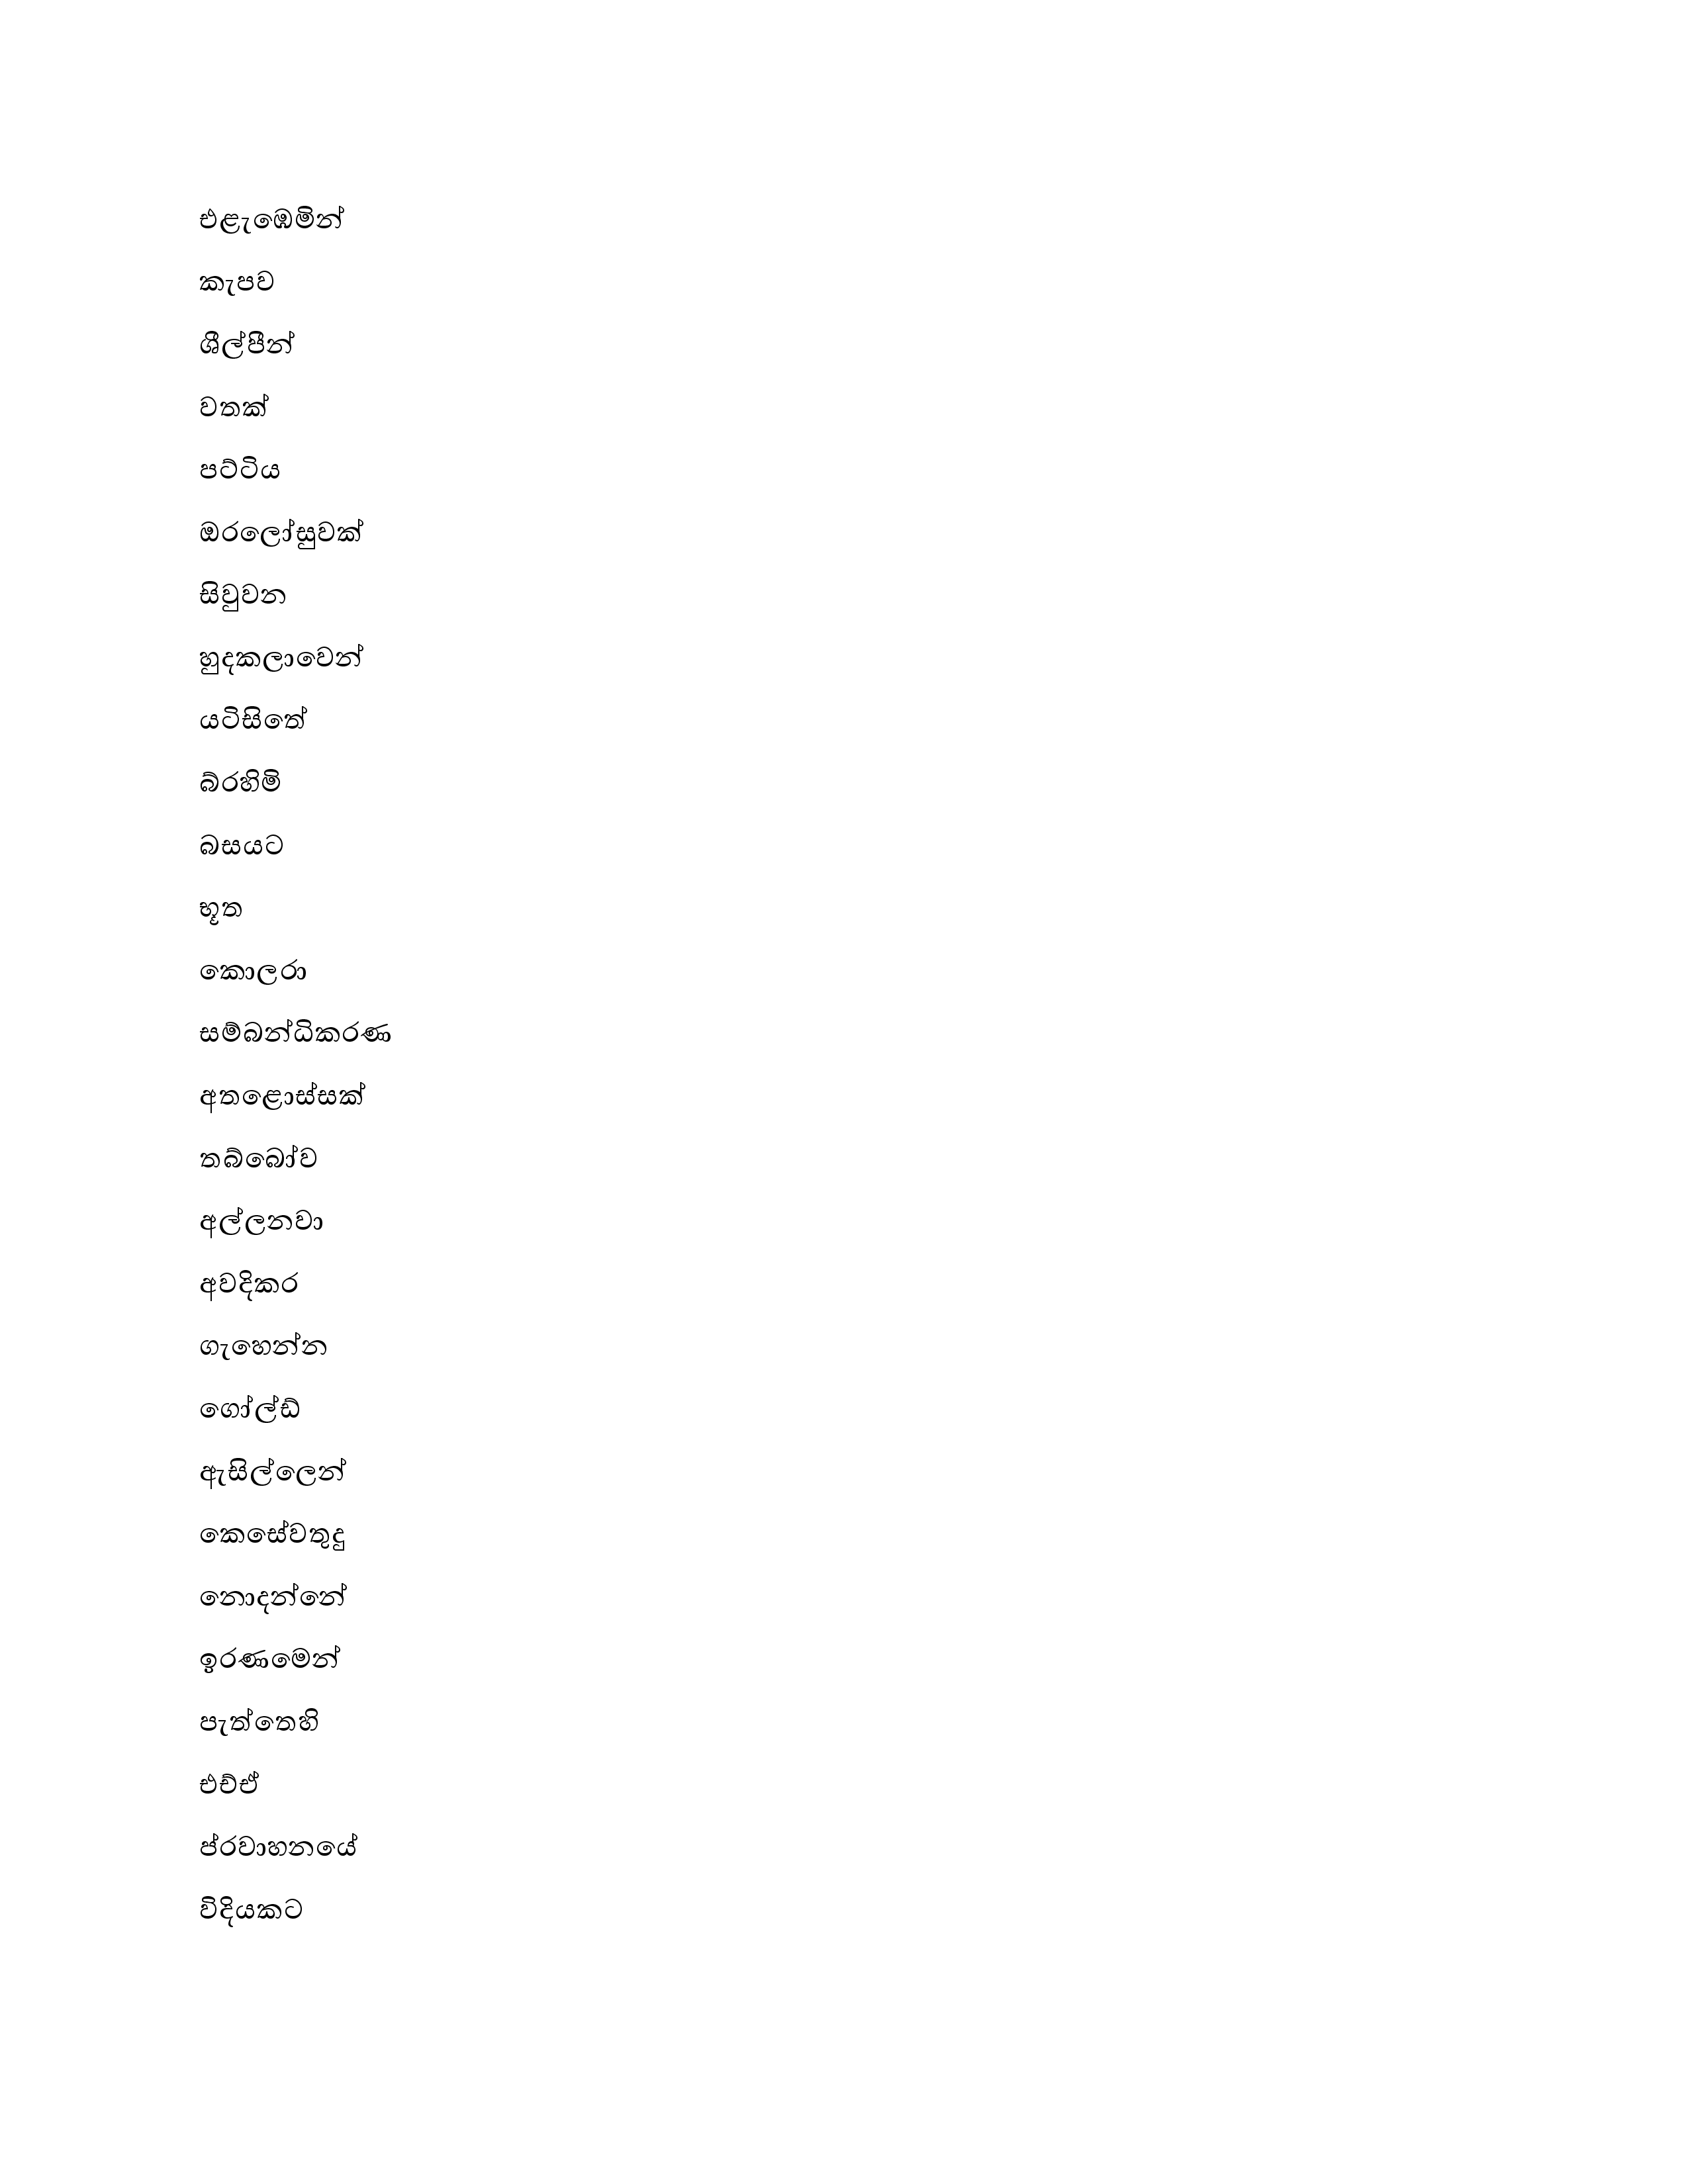 එළැඹෙමින්
කැපව
ශීල්පීන්
වතක්
පට්ටිය
ඔරලෝසුවක්
සිවුවන
හුදකලාවෙන්
යටිසිතේ
බ්රහිමි
බසයට
භූත
කොලරා
සම්බන්ධිකරණ
අතළොස්සක්
තබ්බෝව
අල්ලනවා
අවදිකර
ගැහෙන්න
ගෝල්ඩ්
ඇසිල්ලෙන්
කෙසේවතුදු
නොදන්නේ
ඉරණමෙන්
පැත්තෙහි
එච්ඒ
ප්රවාහනයේ
විදියකට